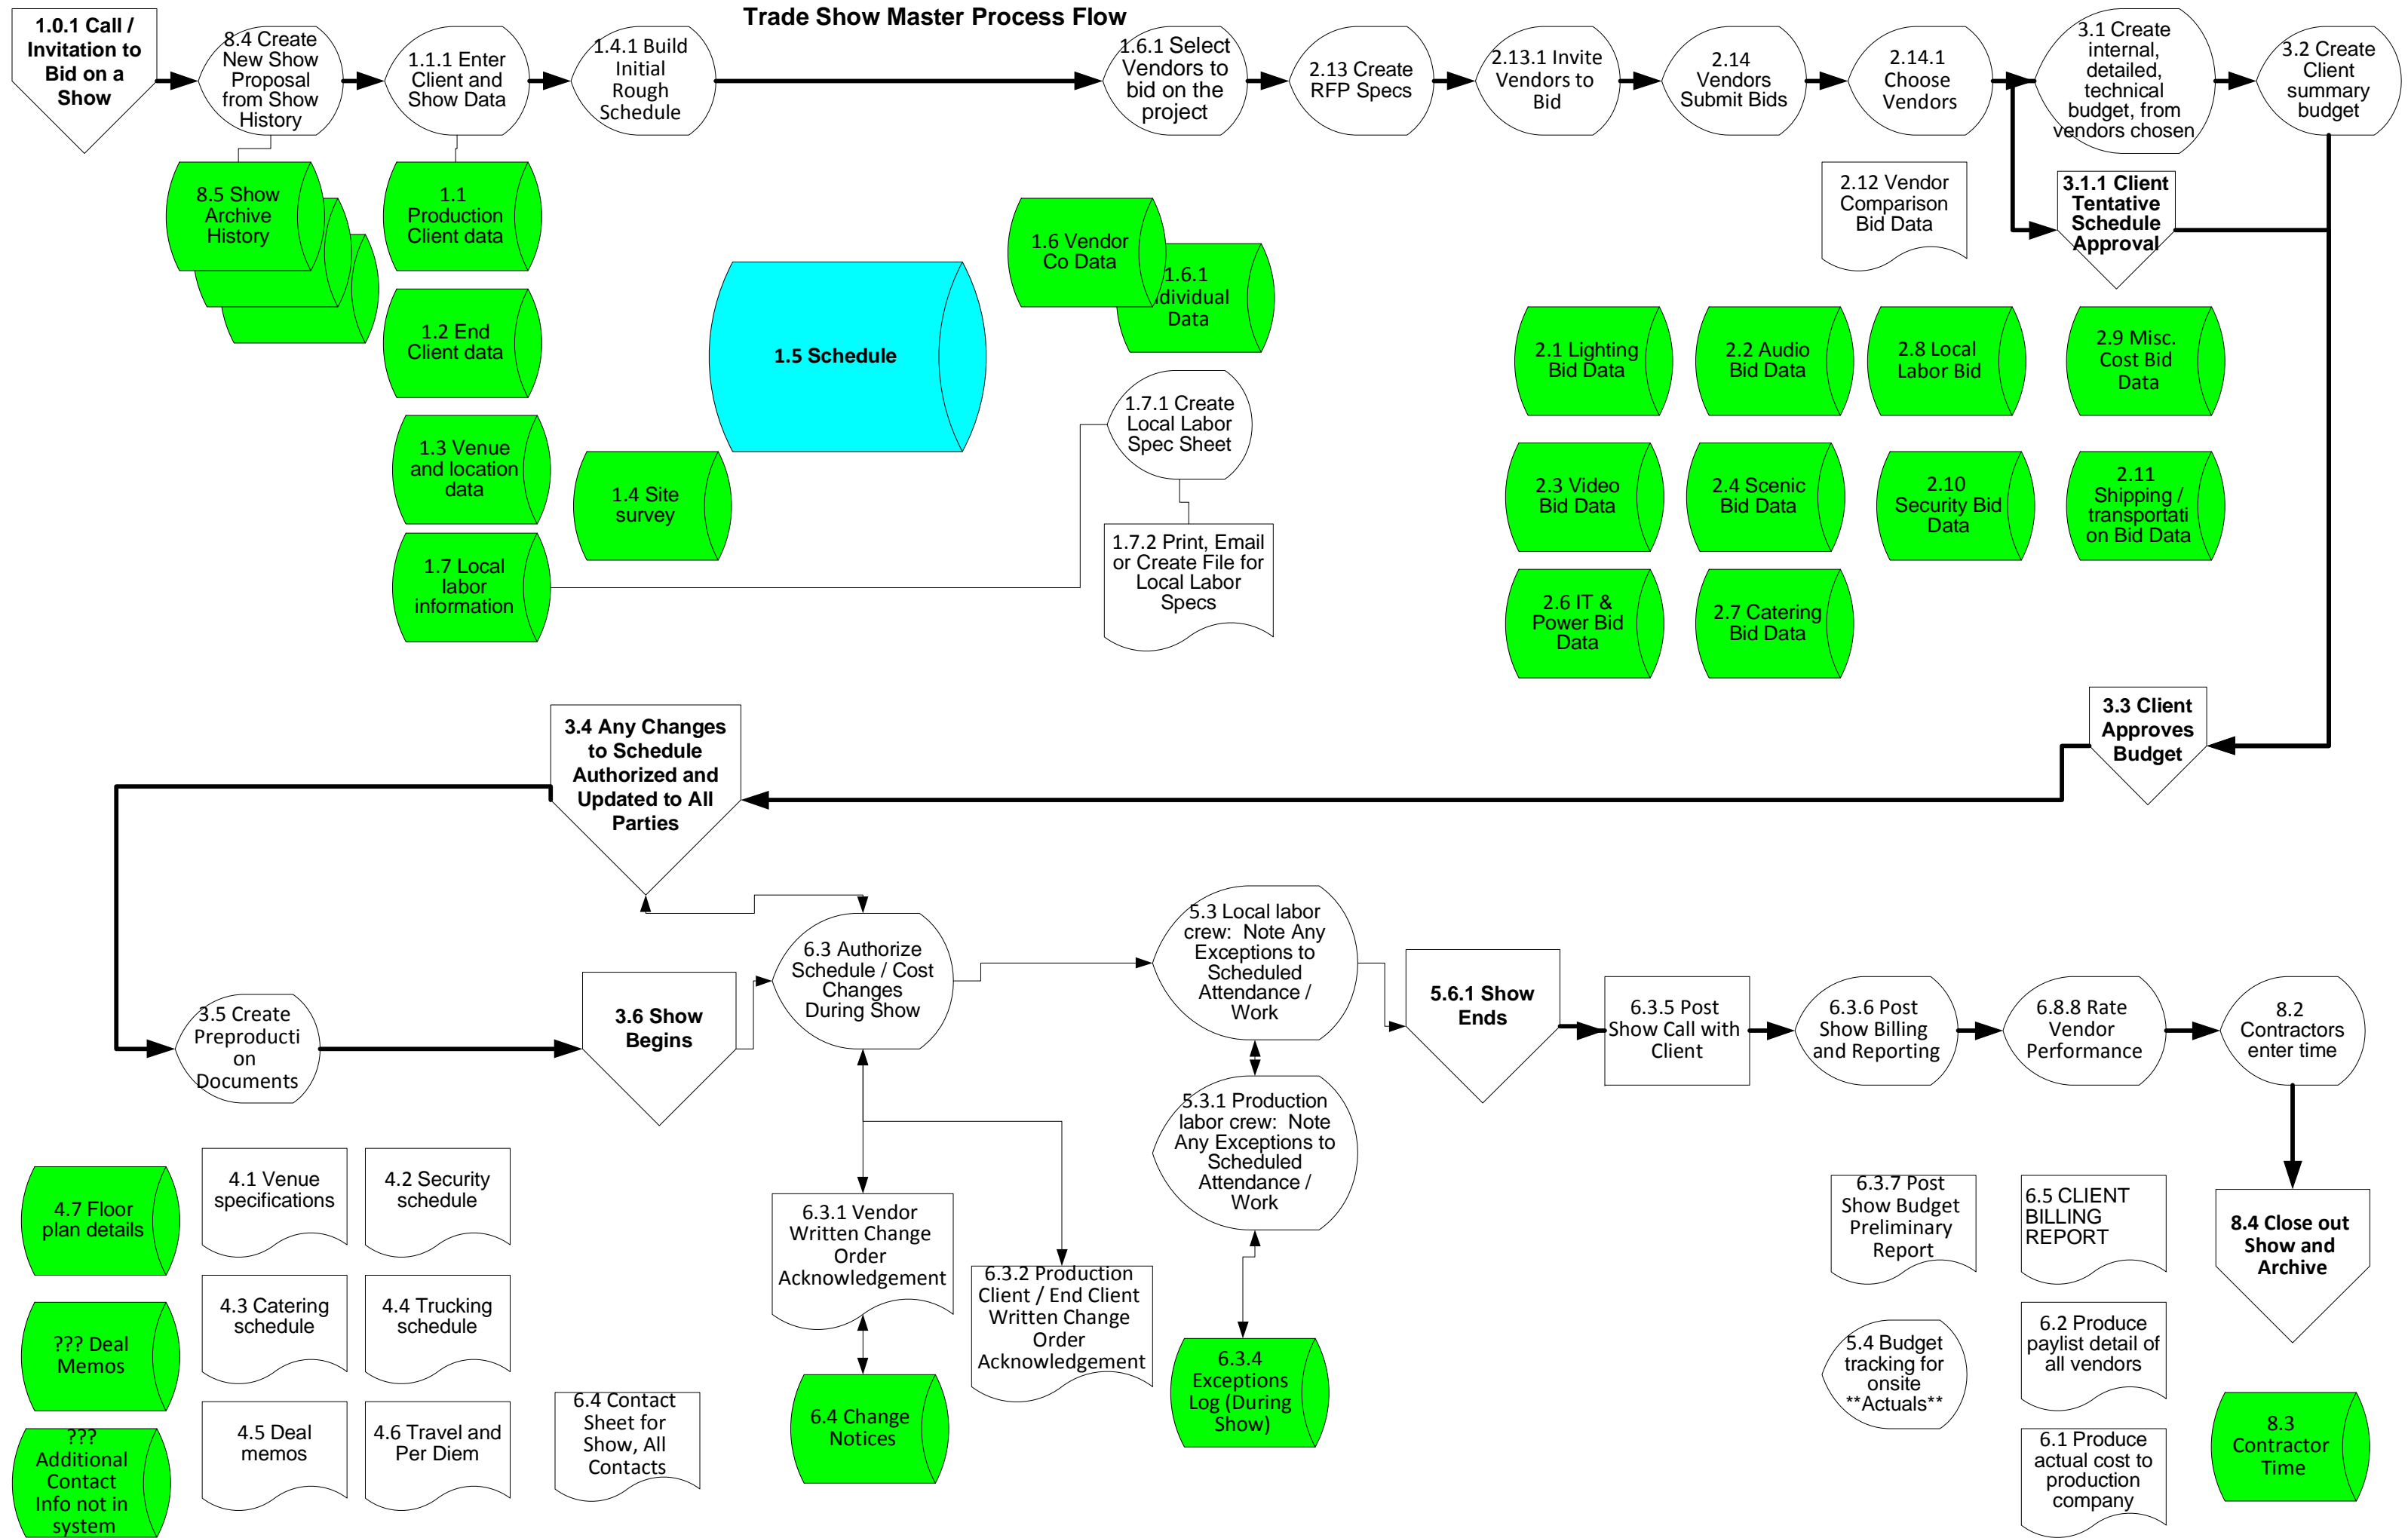 Trade Show Master Process Flow
1.0.1 Call /
Invitation to
Bid on a
Show
8.4 Create
New Show
Proposal
from Show
History
1.1.1 Enter
Client and
Show Data
1.4.1 Build
Initial
Rough
Schedule
1.6.1 Select
Vendors to
bid on the
project
2.13 Create
RFP Specs
2.13.1 Invite
Vendors to
Bid
2.14
Vendors
Submit Bids
2.14.1
Choose
Vendors
3.1 Create
internal,
detailed,
technical
budget, from
vendors chosen
3.2 Create
Client
summary
budget
8.5 Show
Archive
History
1.1
Production
Client data
1.2 End
Client data
1.3 Venue
and location
data
1.7 Local
labor
information
1.4 Site
survey
1.5 Schedule
1.6 Vendor
Co Data
1.6.1
dividual
Data
1.7.1 Create
Local Labor
Spec Sheet
1.7.2 Print, Email
or Create File for
Local Labor
Specs
2.12 Vendor
Comparison
Bid Data
3.1.1 Client
Tentative
Schedule
Approval
2.1 Lighting
Bid Data
2.2 Audio
Bid Data
2.8 Local
Labor Bid
2.9 Misc.
Cost Bid
Data
2.3 Video
Bid Data
2.4 Scenic
Bid Data
2.10
Security Bid
Data
2.11
Shipping /
transportati
on Bid Data
2.6 IT &
Power Bid
Data
2.7 Catering
Bid Data
3.4 Any Changes
to Schedule
Authorized and
Updated to All
Parties
3.3 Client
Approves
Budget
3.5 Create
Preproducti
on
Documents
3.6 Show
Begins
6.3 Authorize
Schedule / Cost
Changes
During Show
5.3 Local labor
crew:  Note Any
Exceptions to
Scheduled
Attendance /
Work
5.6.1 Show
Ends
6.3.5 Post
Show Call with
Client
6.3.6 Post
Show Billing
and Reporting
6.8.8 Rate
Vendor
Performance
8.2
Contractors
enter time
5.3.1 Production
labor crew:  Note
Any Exceptions to
Scheduled
Attendance /
Work
4.7 Floor
plan details
4.1 Venue
specifications
4.2 Security
schedule
??? Deal
Memos
4.3 Catering
schedule
4.4 Trucking
schedule
???
Additional
Contact
Info not in
system
4.5 Deal
memos
4.6 Travel and
Per Diem
6.4 Contact
Sheet for
Show, All
Contacts
6.3.1 Vendor
Written Change
Order
Acknowledgement
6.3.2 Production
Client / End Client
Written Change
Order
Acknowledgement
6.4 Change
Notices
6.3.4
Exceptions
Log (During
Show)
6.3.7 Post
Show Budget
Preliminary
Report
6.5 CLIENT
BILLING
REPORT
8.4 Close out
Show and
Archive
5.4 Budget
tracking for
onsite
**Actuals**
6.2 Produce
paylist detail of
all vendors
6.1 Produce
actual cost to
production
company
8.3
Contractor
Time